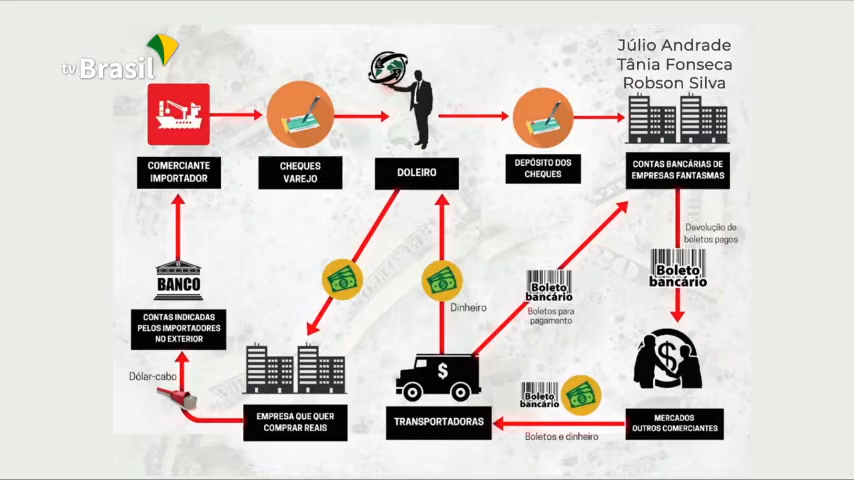 tv Brasil
Júlio Andrade
Tânia Fonseca
Robson Silva
COMERCIANTE
IMPORTADOR
CHEQUES
VAREJO
DOLEIRO
DEPÓSITO DOS
CHEQUES
CONTAS BANCÁRIAS DE
EMPRESAS FANTASMAS
Devolução de
boletos pagos
Boleto
bancário
BANCO
CONTAS INDICADAS
PELOS IMPORTADORES
NO EXTERIOR
Dinheiro
Boleto
bancário
Boletos para
pagamento
$
$
Dólar-cabo
EMPRESA QUE QUER
COMPRAR REAIS
TRANSPORTADORAS
Boleto
bancário
Boletos e dinheiro
MERCADOS
OUTROS COMERCIANTES